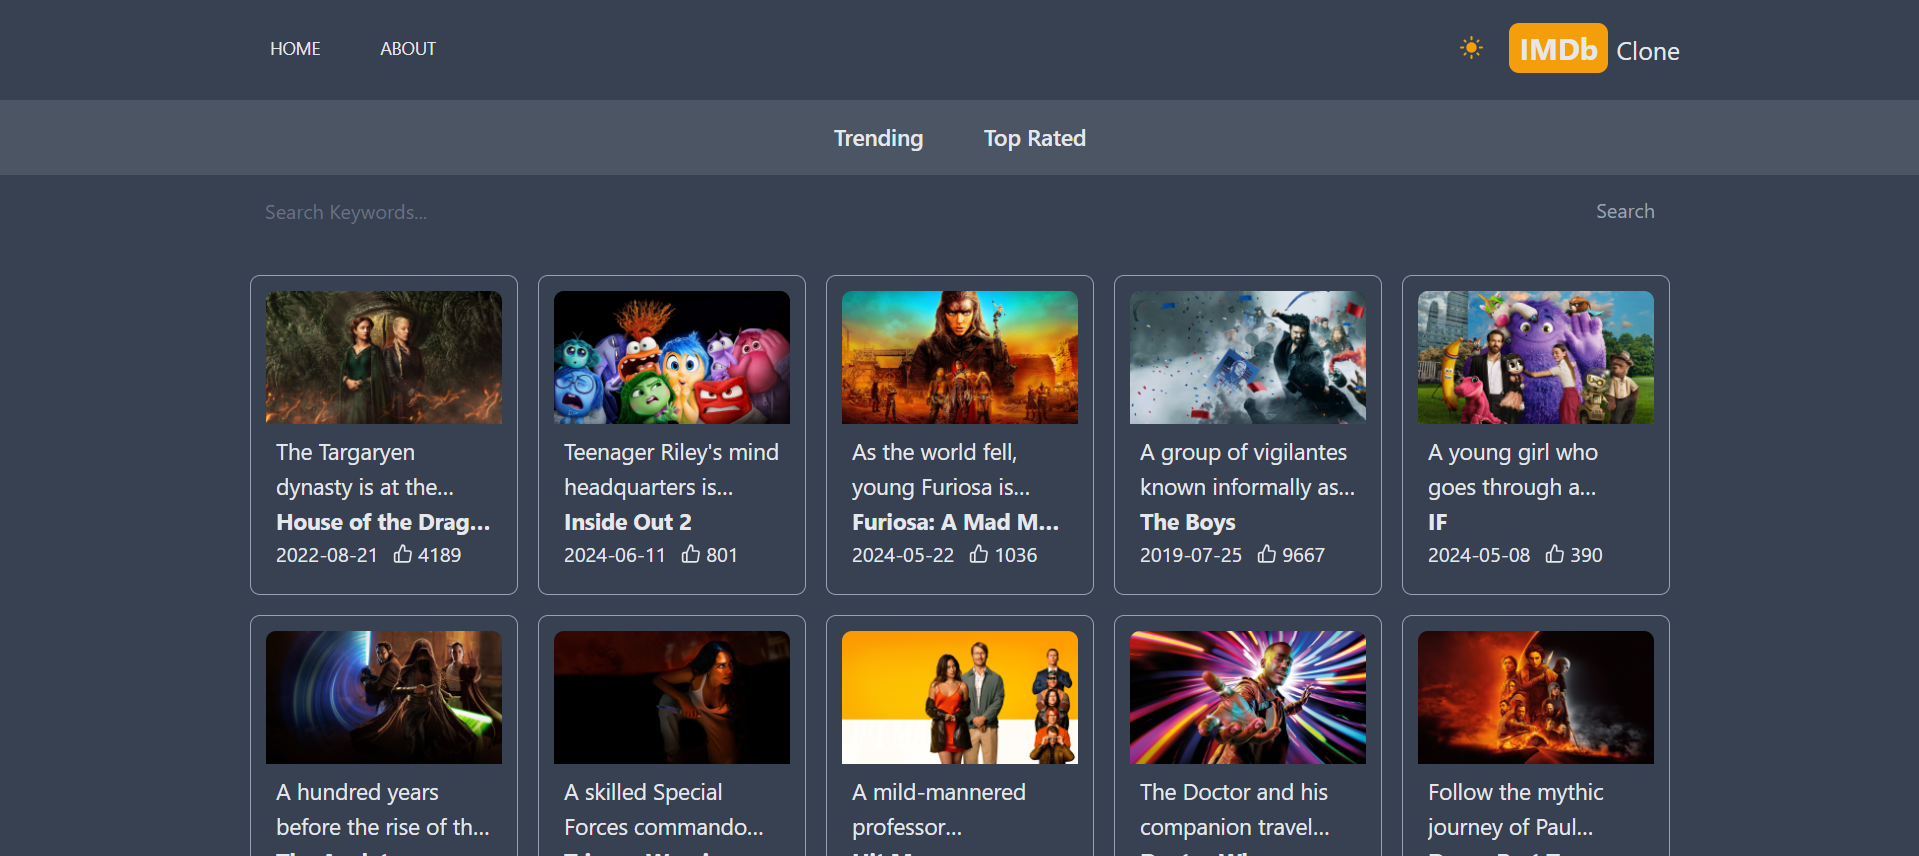 HOME ABOUT IMDb Clone
Trending Top Rated
Search Keywords... Search
The Targaryen
dynasty is at the...
House of the Drag...
2022-08-21 4189
Teenager Riley's mind
headquarters is...
Inside Out 2
2024-06-11 801
As the world fell,
young Furiosa is...
Furiosa: A Mad M...
2024-05-22 1036
A group of vigilantes
known informally as...
The Boys
2019-07-25 9667
A young girl who
goes through a...
IF
2024-05-08 390
A hundred years
before the rise of th...
A skilled Special
Forces commando...
A mild-mannered
professor...
The Doctor and his
companion travel...
Follow the mythic
journey of Paul...